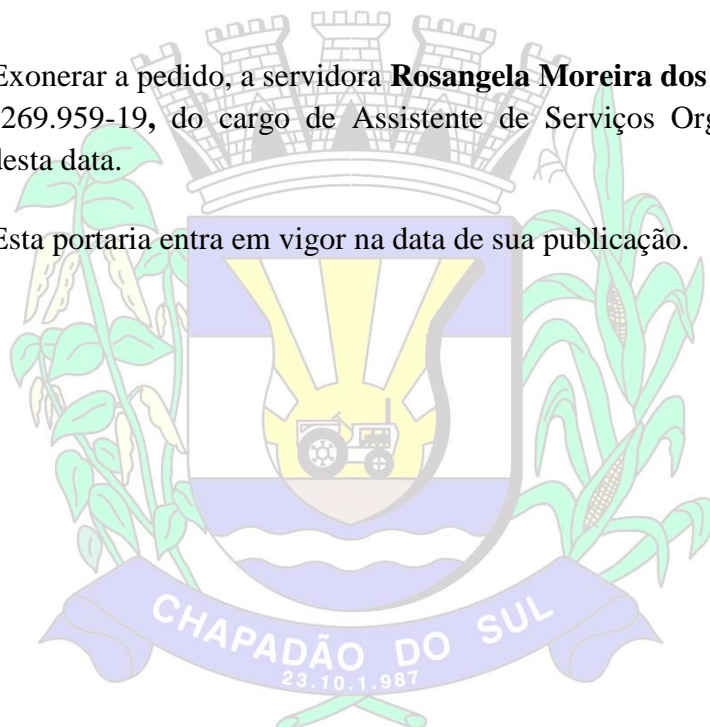 Exonerar a pedido, a servidora Rosangela Moreira dos
269.959-19, do cargo de Assistente de Serviços Org
desta data.
Esta portaria entra em vigor na data de sua publicação.
CHAPADÃO DO SUL
23.10.1.987